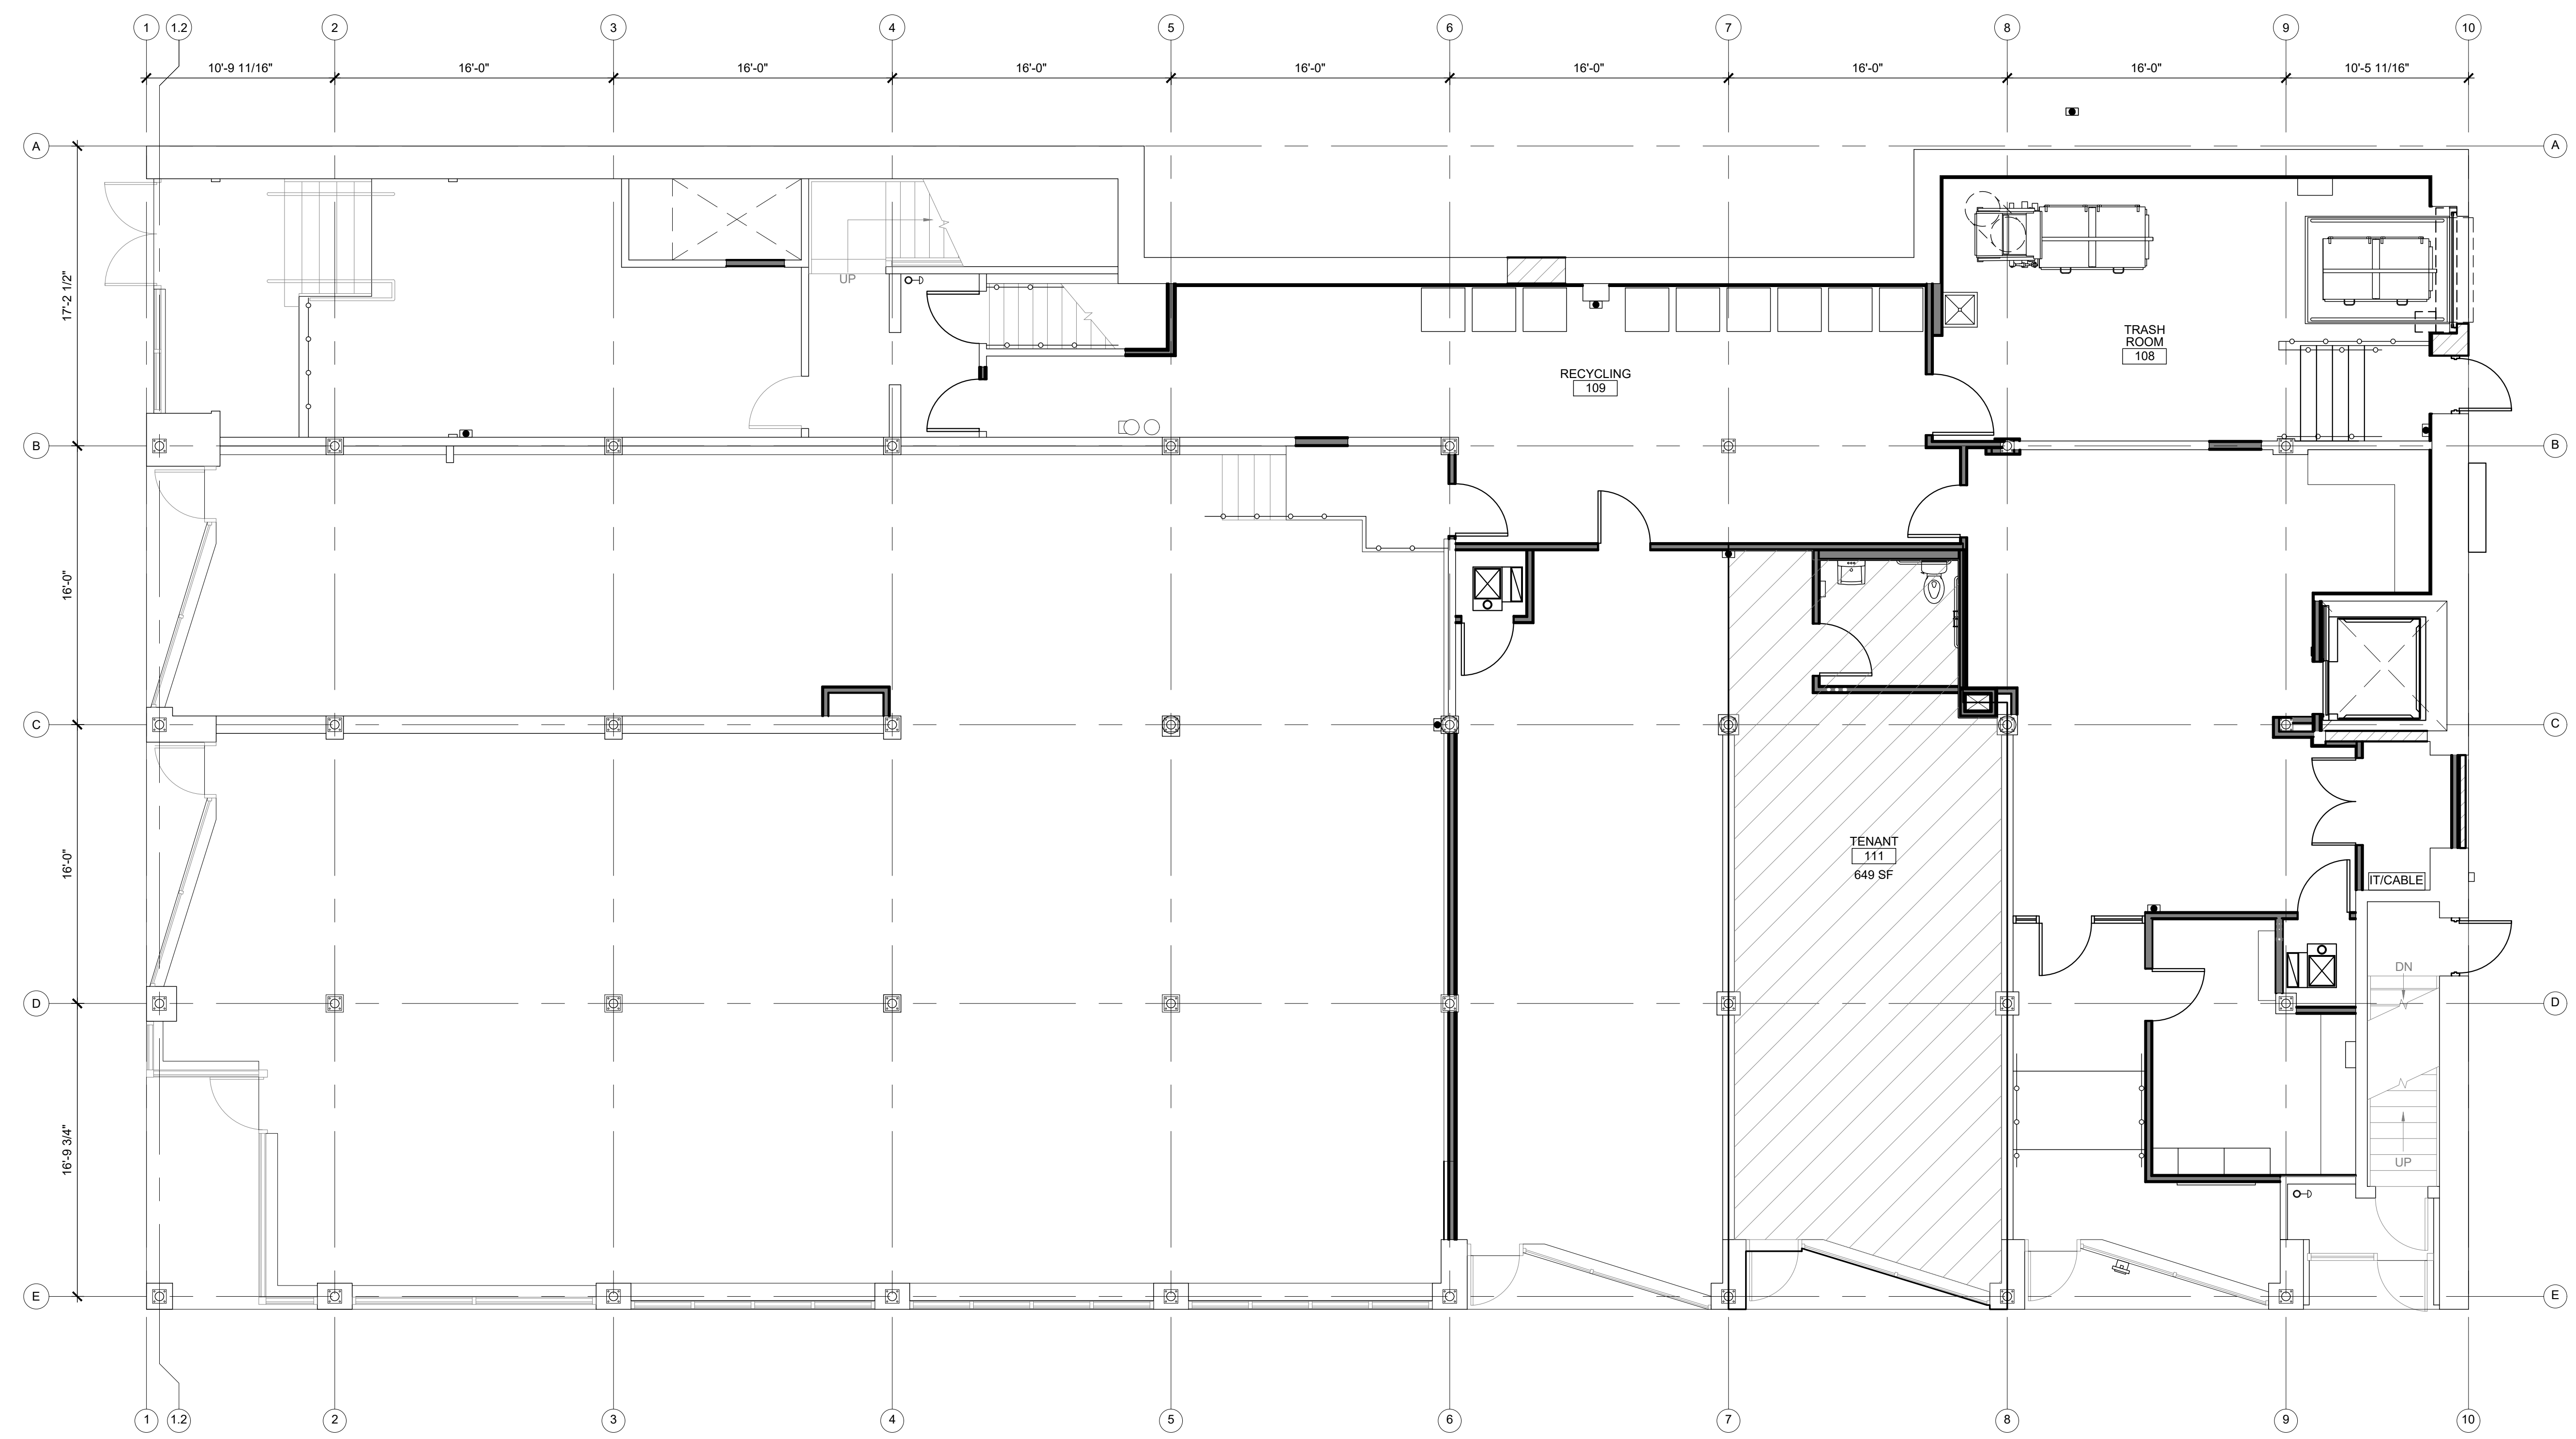 1 1.2 2 3 4 5 6 7 8 9 10
10'-9 11/16" 16'-0" 16'-0" 16'-0" 16'-0" 16'-0" 16'-0" 16'-0" 10'-5 11/16"
A A
17'-2 1/2"
UP
TRASH
ROOM
108
RECYCLING
109
B B
16'-0"
C C
16'-0"
TENANT
111
649 SF
IT/CABLE
DN
D D
16'-9 3/4"
UP
E E
1 1.2 2 3 4 5 6 7 8 9 10